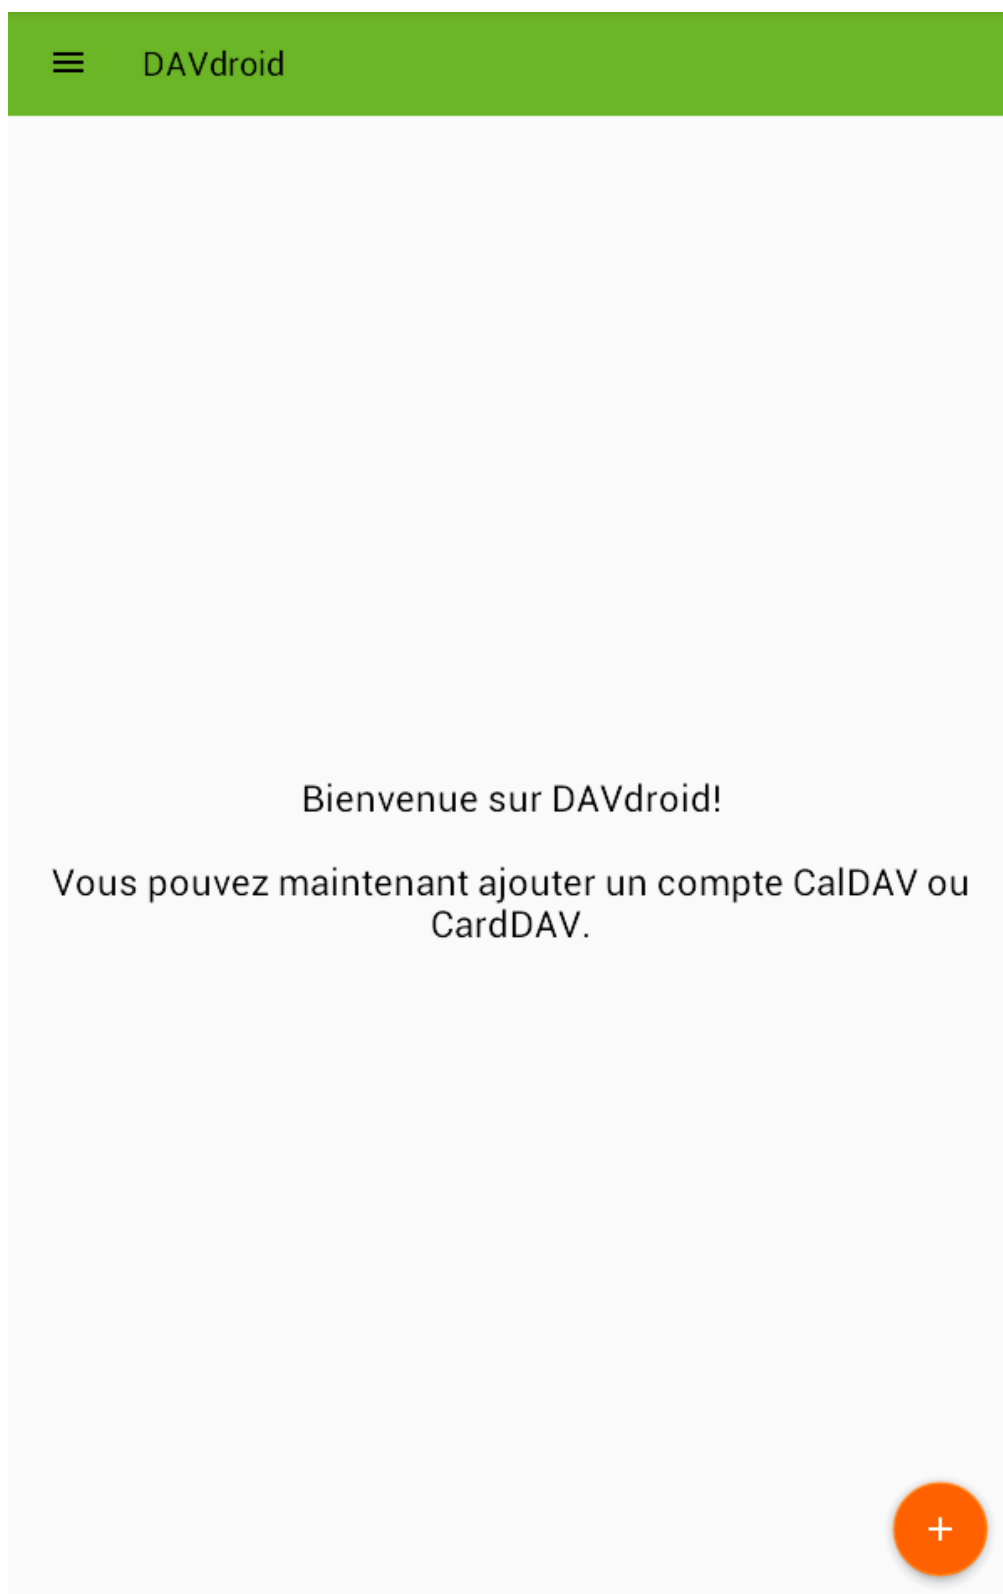 DAVdroid
Bienvenue sur DAVdroid!
Vous pouvez maintenant ajouter un compte CalDAV ou
CardDAV.